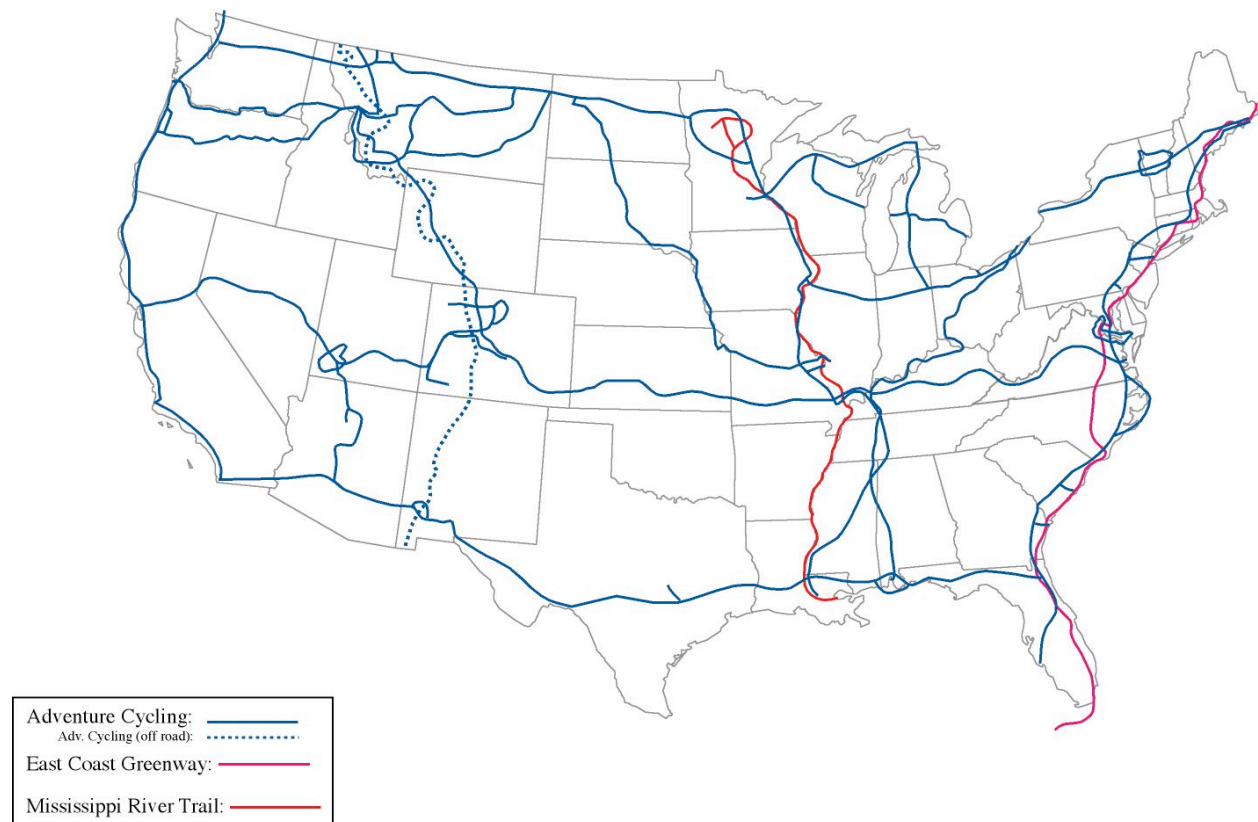 Adventure Cycling:
Adv. Cycling (off road):
East Coast Greenway:
Mississippi River Trail: